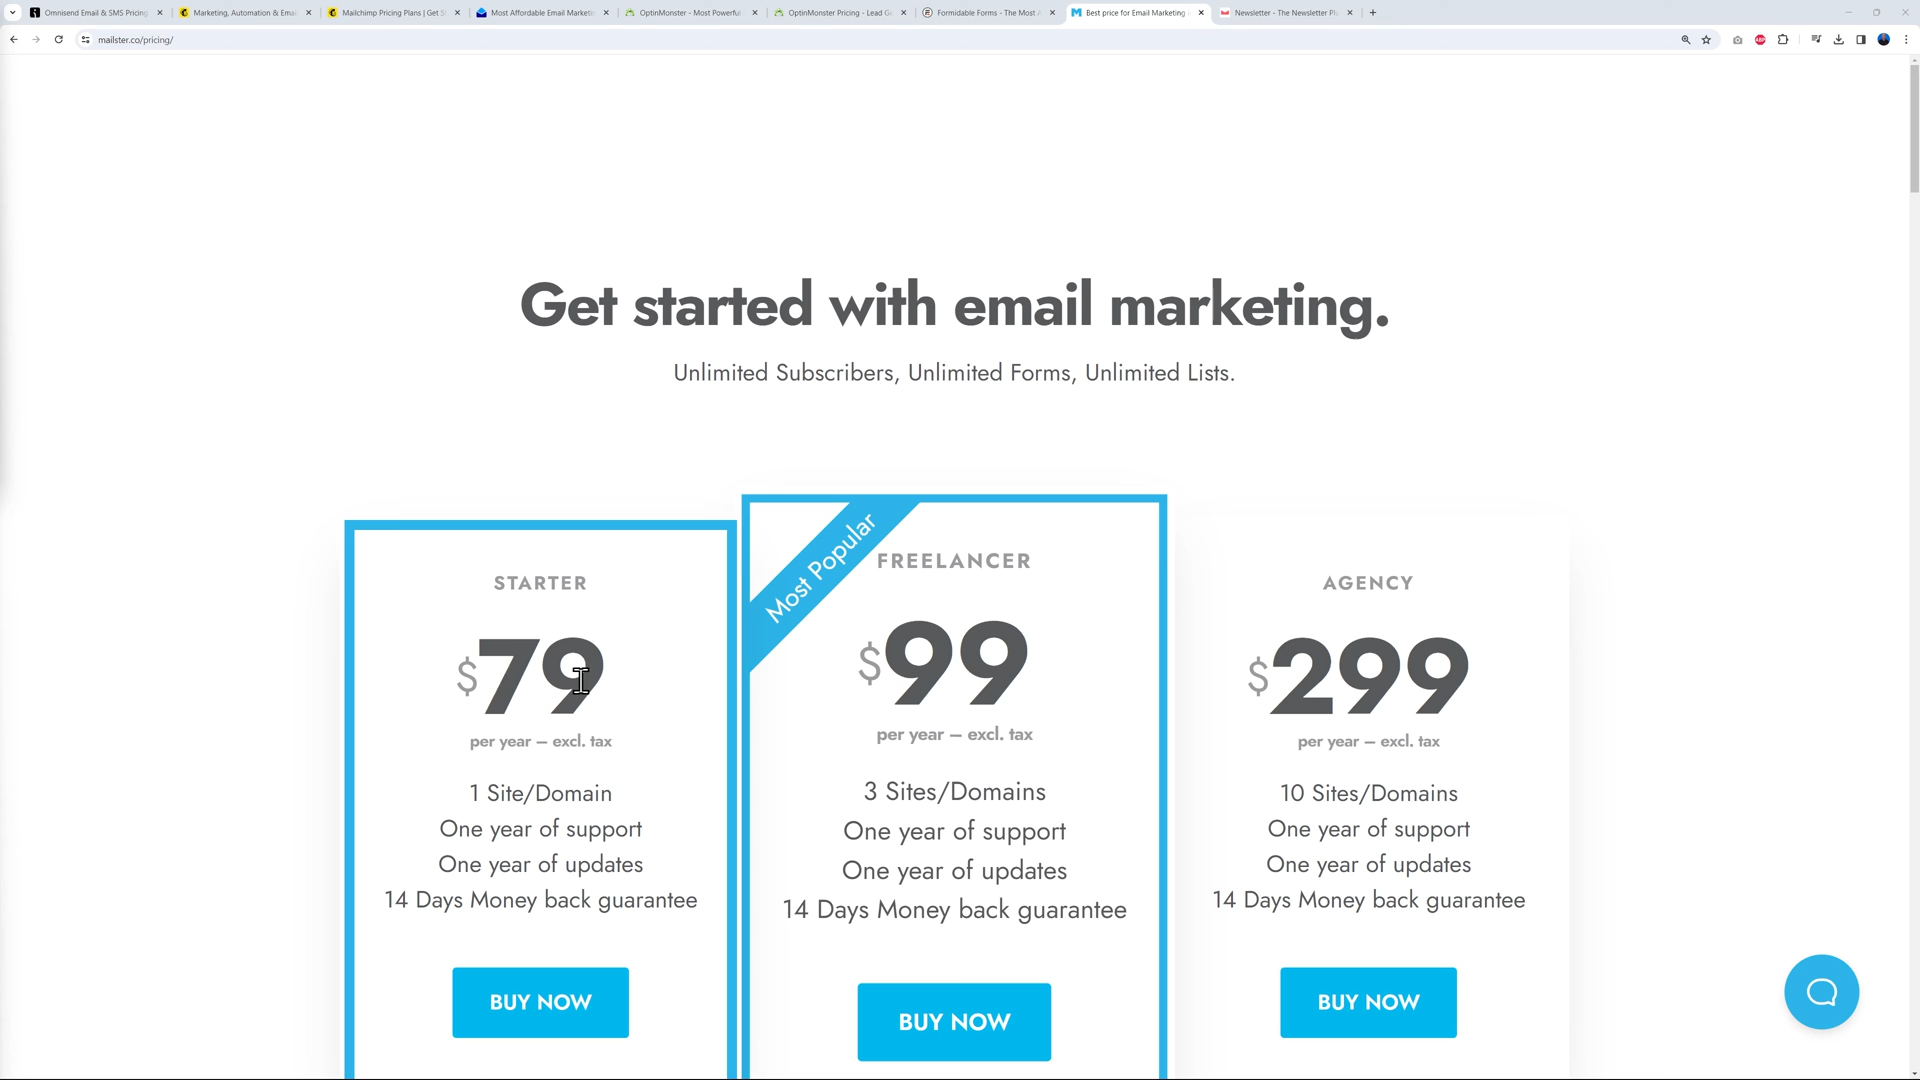 Omnisend Email & SMS Pricing
Marketing, Automation & Emai
Mailchimp Pricing Plans | Get S
Most Affordable Email Marketin
OptinMonster - Most Powerful
OptinMonster Pricing - Lead G
Formidable Forms - The Most A
Best price for Email Marketing
Newsletter - The Newsletter Pl
mailster.co/pricing/
ABP
Get started with email marketing.
Unlimited Subscribers, Unlimited Forms, Unlimited Lists.
STARTER
$79
per year – excl. tax
1 Site/Domain
One year of support
One year of updates
14 Days Money back guarantee
BUY NOW
Most Popular
FREELANCER
$99
per year – excl. tax
3 Sites/Domains
One year of support
One year of updates
14 Days Money back guarantee
BUY NOW
AGENCY
$299
per year – excl. tax
10 Sites/Domains
One year of support
One year of updates
14 Days Money back guarantee
BUY NOW